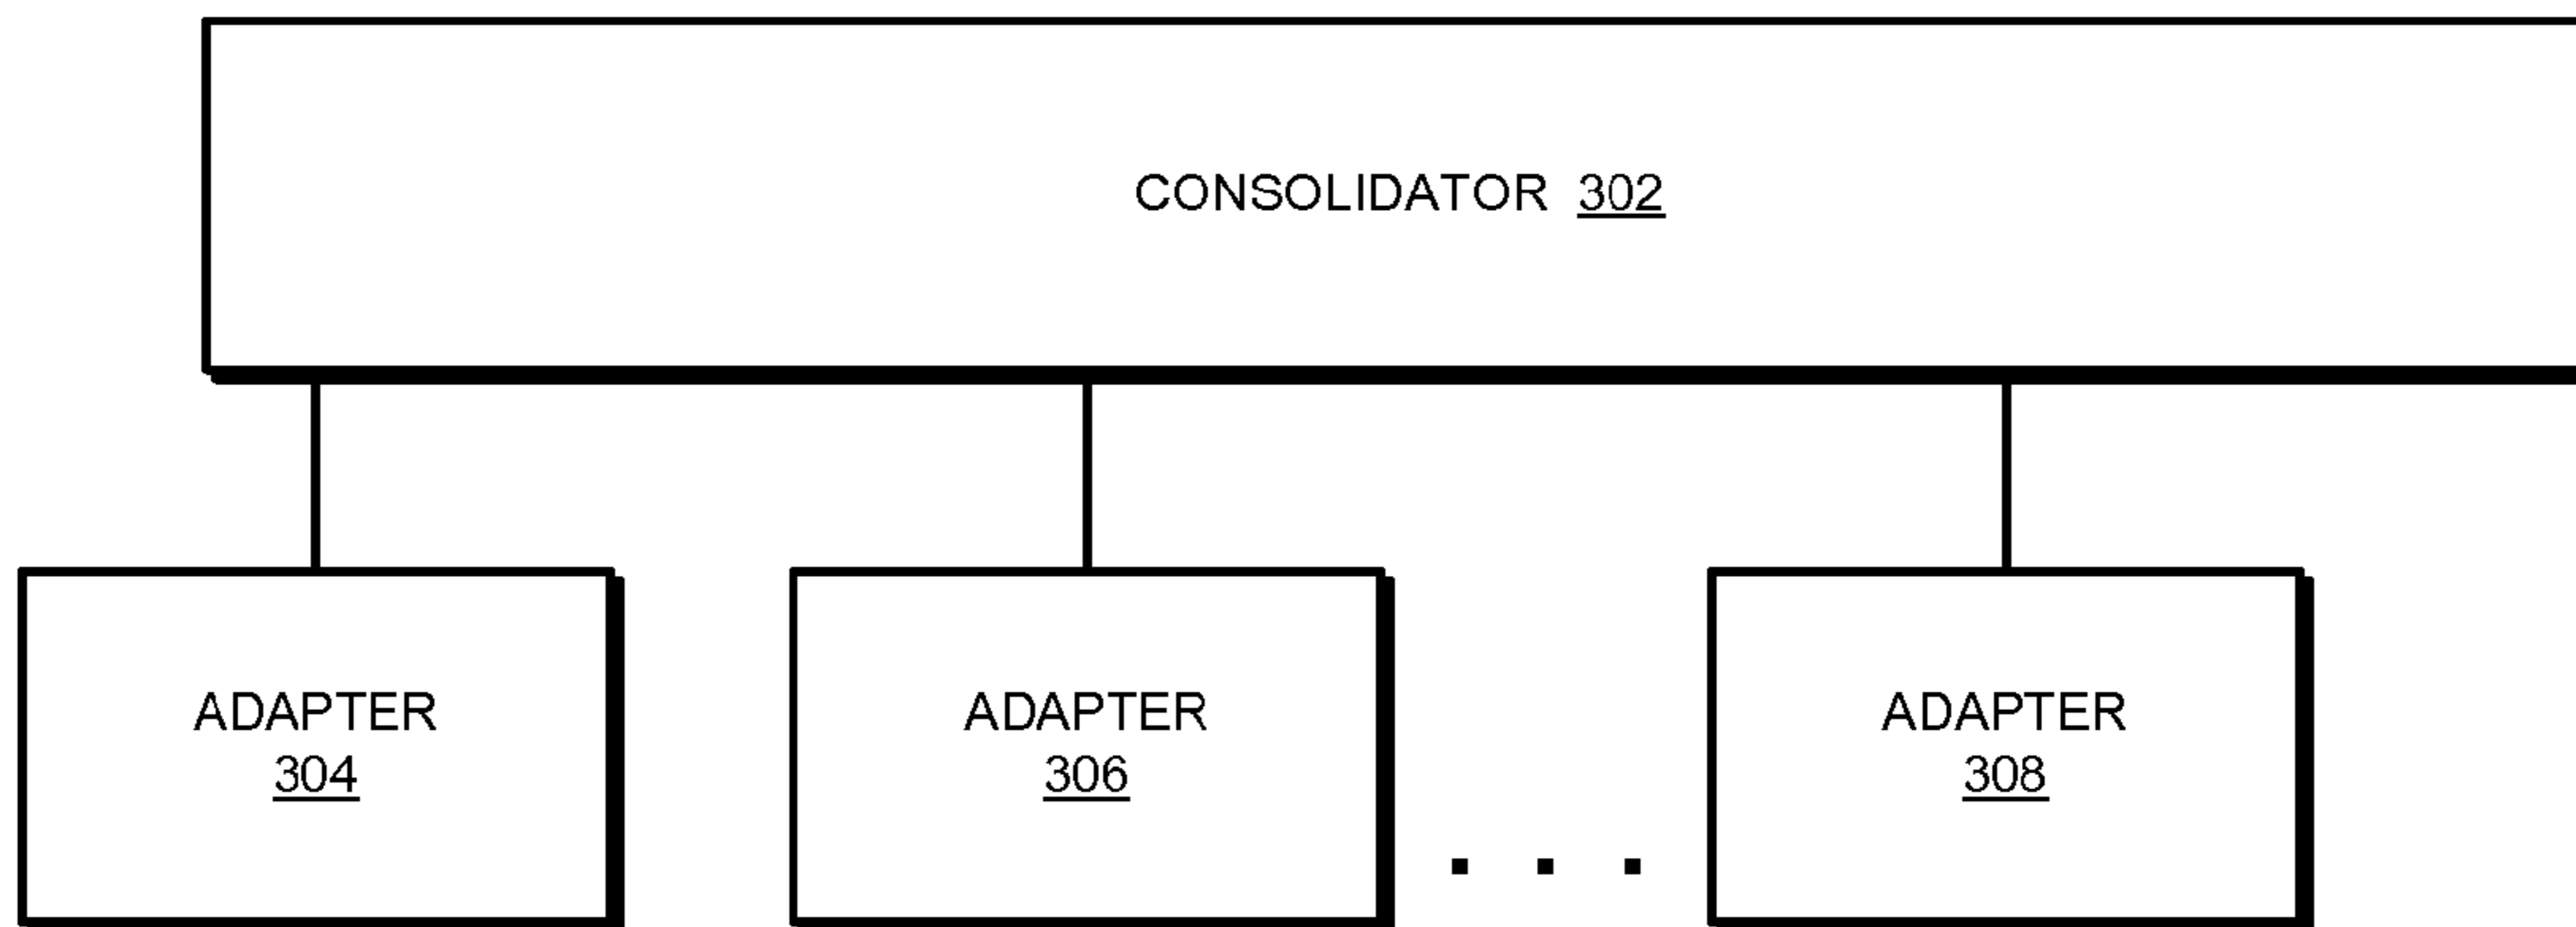 CONSOLIDATOR 302
ADAPTER
304
ADAPTER
306
. . .
ADAPTER
308